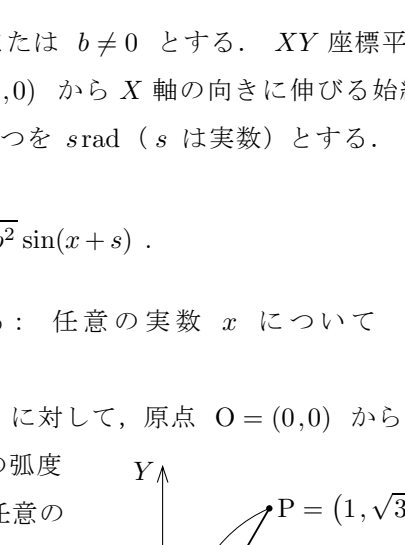 たは b ≠ 0 とする. XY 座標平
,0) から X 軸の向きに伸びる始
つを s rad ( s は実数) とする.
b² sin(x+s) .
: 任意の実数 x について
に対して, 原点 O = (0,0) から
の弧度
Y
P = (1, √3
任意の